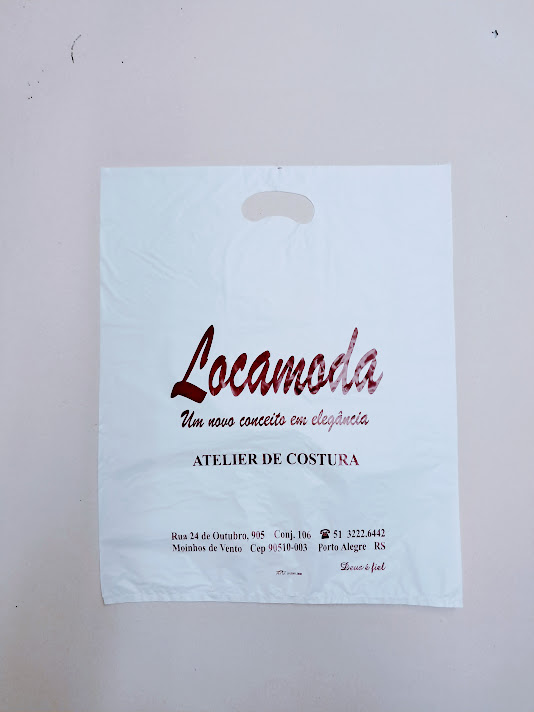 Locamoda
Um novo conceito em elegância
ATELIER DE COSTURA
Rua 24 de Outubro, 905 Conj. 106 ☎ 51 3222.6442
Moinhos de Vento Cep 90510-003 Porto Alegre RS
Deus é fiel